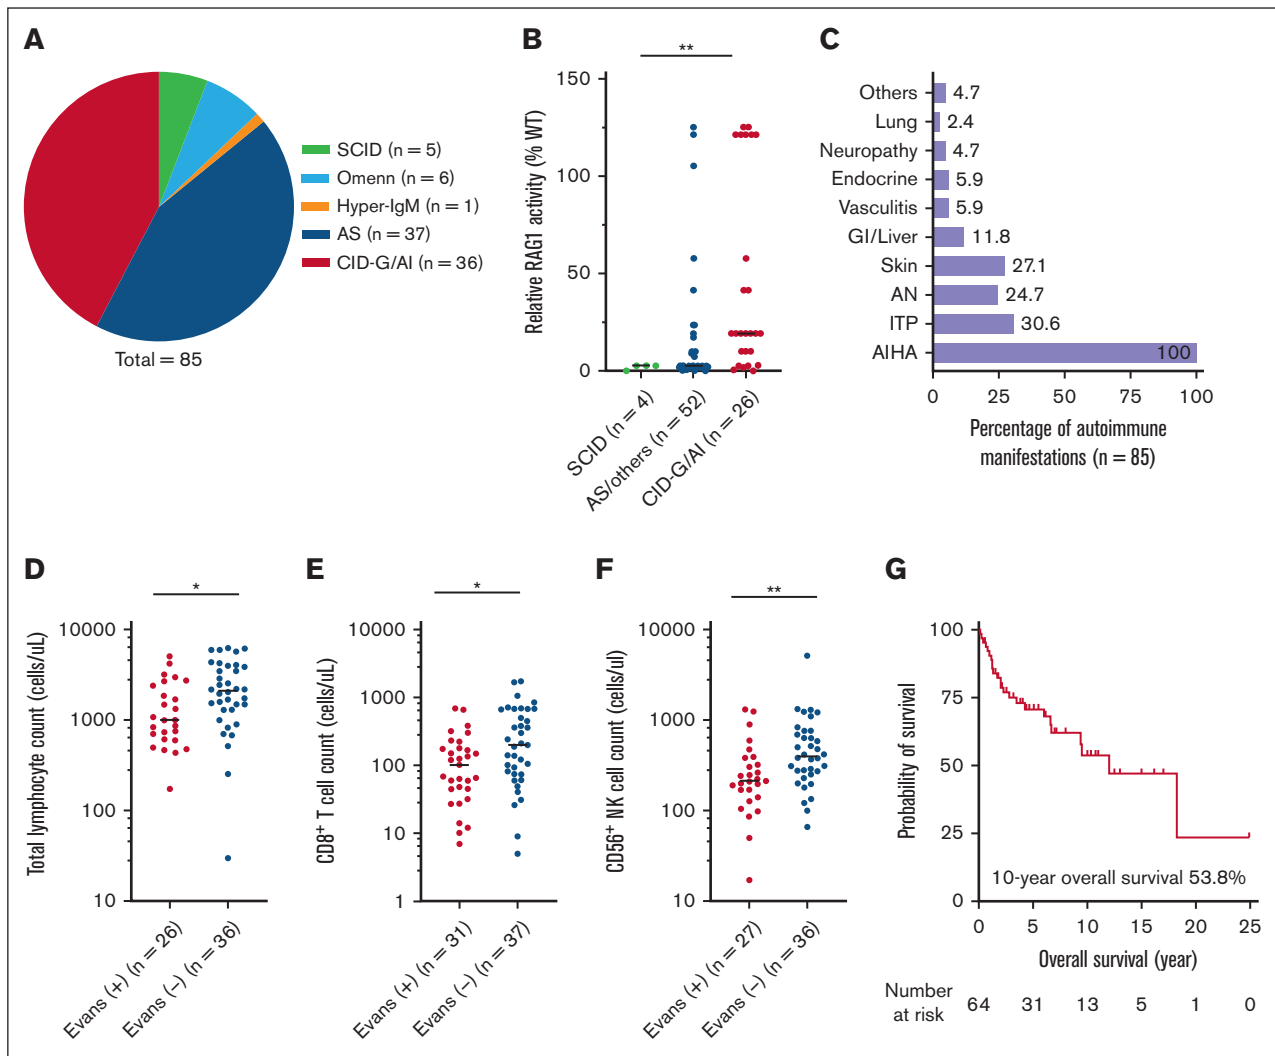 A
SCID (n = 5)
Omenn (n = 6)
Hyper-IgM (n = 1)
AS (n = 37)
CID-G/AI (n = 36)
Total = 85
B
**
Relative RAG1 activity (% WT)
150
100
50
0
SCID (n = 4)
AS/others (n = 52)
CID-G/AI (n = 26)
C
Others 4.7
Lung 2.4
Neuropathy 4.7
Endocrine 5.9
Vasculitis 5.9
GI/Liver 11.8
Skin 27.1
AN 24.7
ITP 30.6
AIHA 100
0 25 50 75 100
Percentage of autoimmune
manifestations (n = 85)
D
*
Total lymphocyte count (cells/uL)
10000
1000
100
10
Evans (+) (n = 26)
Evans (−) (n = 36)
E
*
CD8+ T cell count (cells/uL)
10000
1000
100
10
1
Evans (+) (n = 31)
Evans (−) (n = 37)
F
**
CD56+ NK cell count (cells/ul)
10000
1000
100
10
Evans (+) (n = 27)
Evans (−) (n = 36)
G
Probability of survival
100
75
50
25
0
10-year overall survival 53.8%
0 5 10 15 20 25
Overall survival (year)
Number
at risk
64 31 13 5 1 0